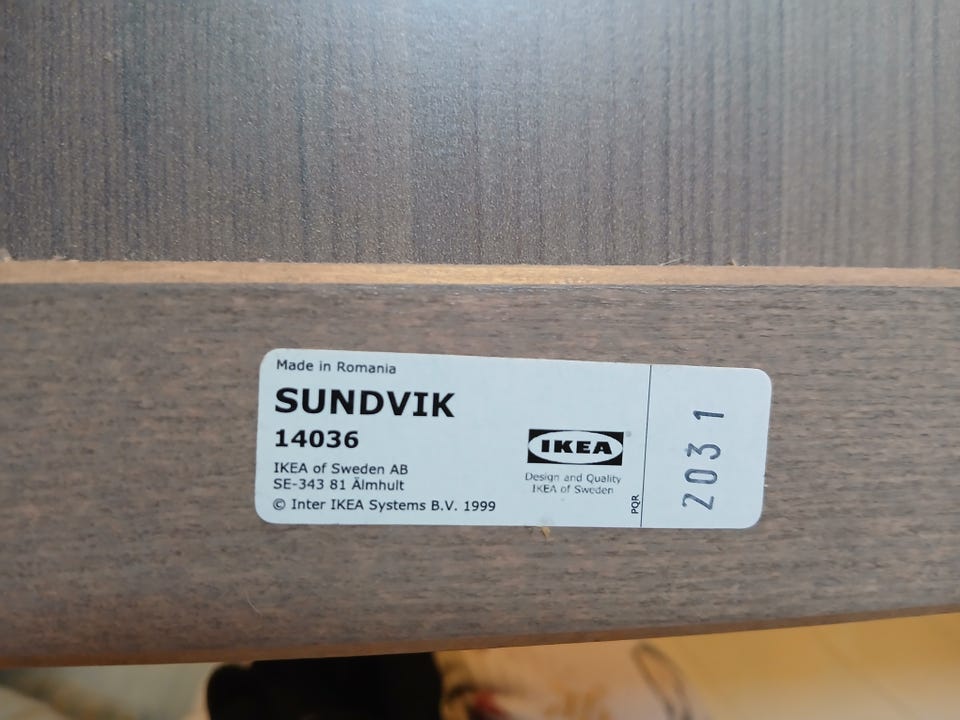 Made in Romania
SUNDVIK
14036
IKEA of Sweden AB
SE-343 81 Älmhult
© Inter IKEA Systems B.V. 1999
IKEA
Design and Quality
IKEA of Sweden
PQR
2031